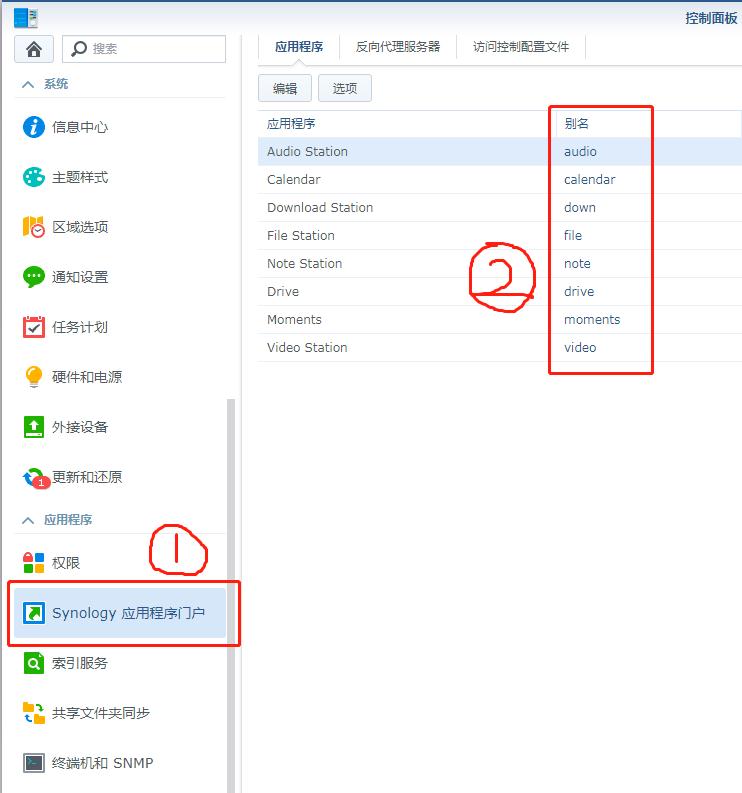 控制面板
搜索
系统
信息中心
主题样式
区域选项
通知设置
任务计划
硬件和电源
外接设备
1
更新和还原
应用程序
权限
1
Synology 应用程序门户
索引服务
共享文件夹同步
终端机和 SNMP
应用程序 反向代理服务器 访问控制配置文件
编辑 选项
应用程序 别名
Audio Station audio
Calendar calendar
Download Station down
File Station file
Note Station note
Drive drive
Moments moments
Video Station video
2